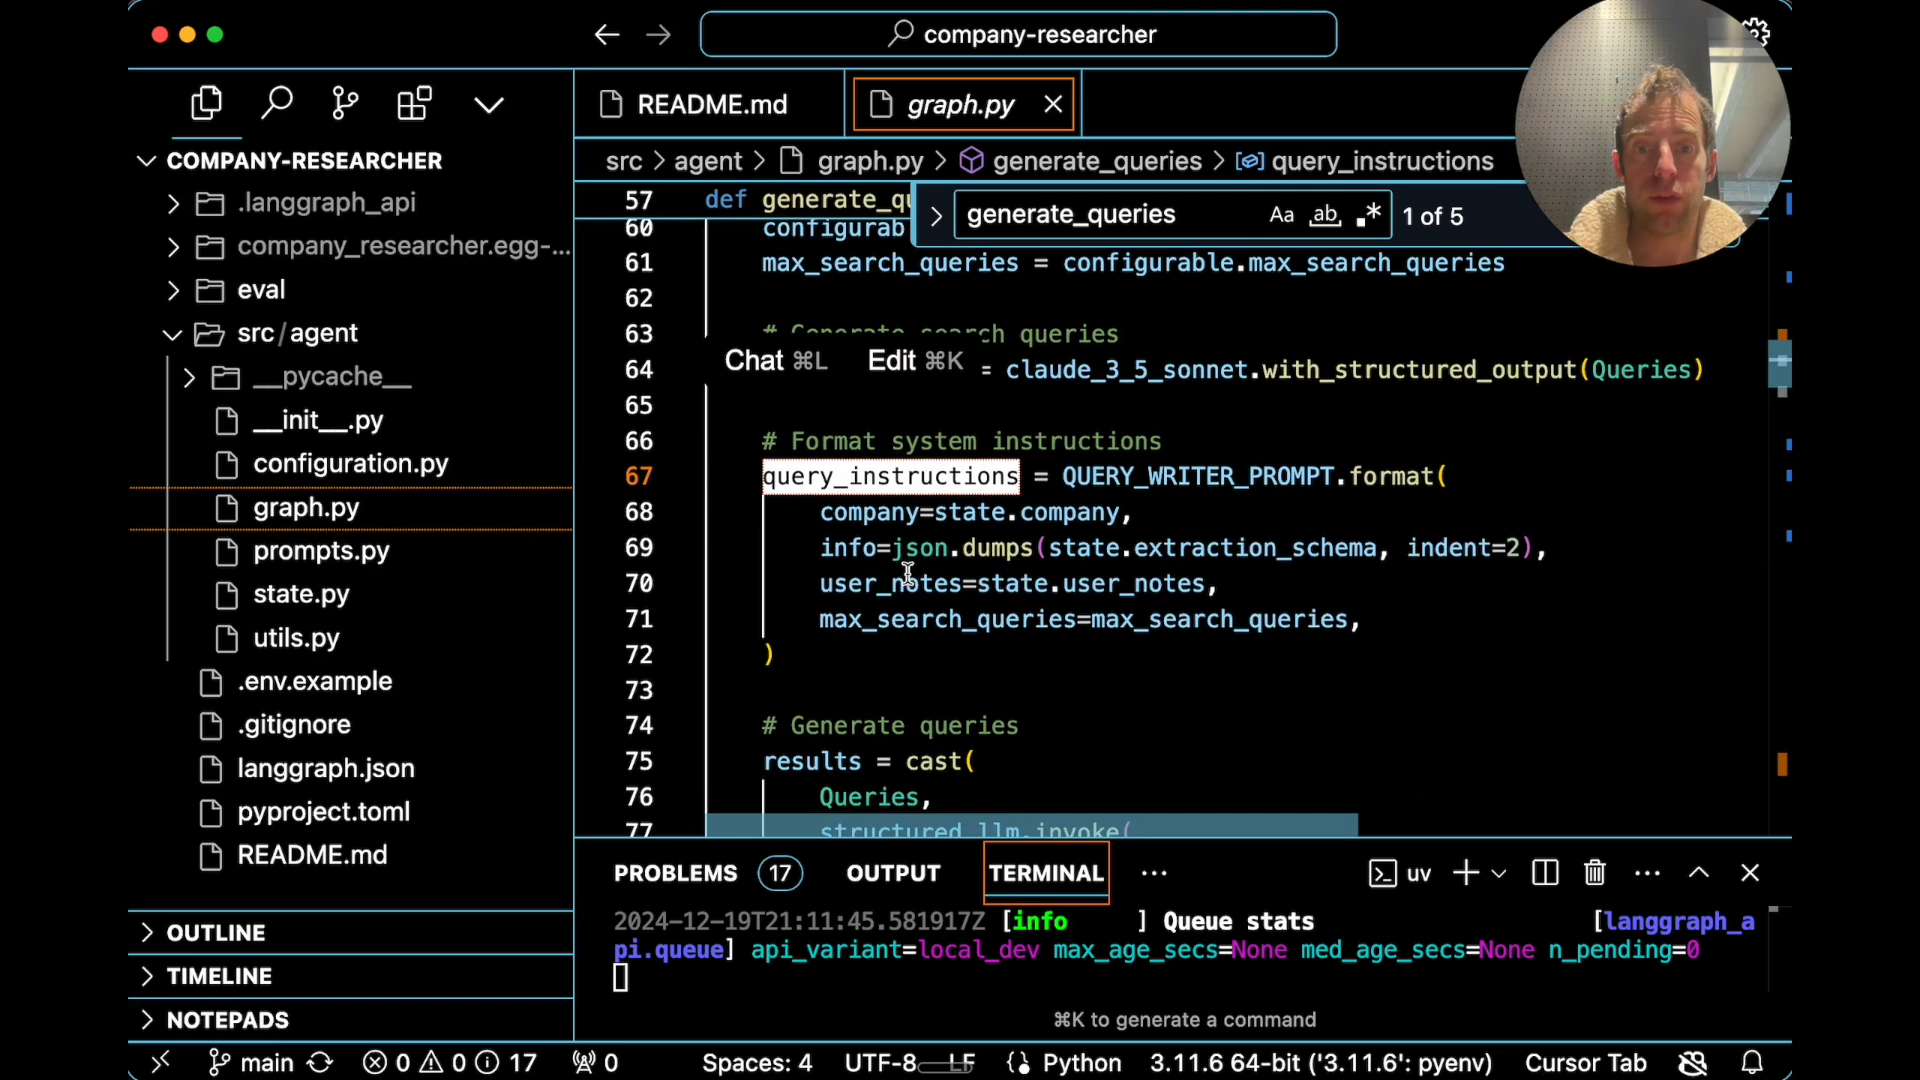 company-researcher
README.md
graph.py
COMPANY-RESEARCHER
.langgraph_api
company_researcher.egg-...
eval
src/agent
__pycache__
__init__.py
configuration.py
graph.py
prompts.py
state.py
utils.py
.env.example
.gitignore
langgraph.json
pyproject.toml
README.md
OUTLINE
TIMELINE
NOTEPADS
src > agent > graph.py > generate_queries > query_instructions
generate_queries Aa ab .* 1 of 5
57 def generate_qu
60 configurab
61 max_search_queries = configurable.max_search_queries
62
63 # Generate search queries
Chat ⌘L Edit ⌘K
64 = claude_3_5_sonnet.with_structured_output(Queries)
65
66 # Format system instructions
67 query_instructions = QUERY_WRITER_PROMPT.format(
68 company=state.company,
69 info=json.dumps(state.extraction_schema, indent=2),
70 user_notes=state.user_notes,
71 max_search_queries=max_search_queries,
72 )
73
74 # Generate queries
75 results = cast(
76 Queries,
77 structured_llm.invoke(
PROBLEMS 17 OUTPUT TERMINAL ... uv
2024-12-19T21:11:45.581917Z [info ] Queue stats [langgraph_a
pi.queue] api_variant=local_dev max_age_secs=None med_age_secs=None n_pending=0
⌘K to generate a command
main 0 0 17 0 Spaces: 4 UTF-8 LF Python 3.11.6 64-bit ('3.11.6': pyenv) Cursor Tab